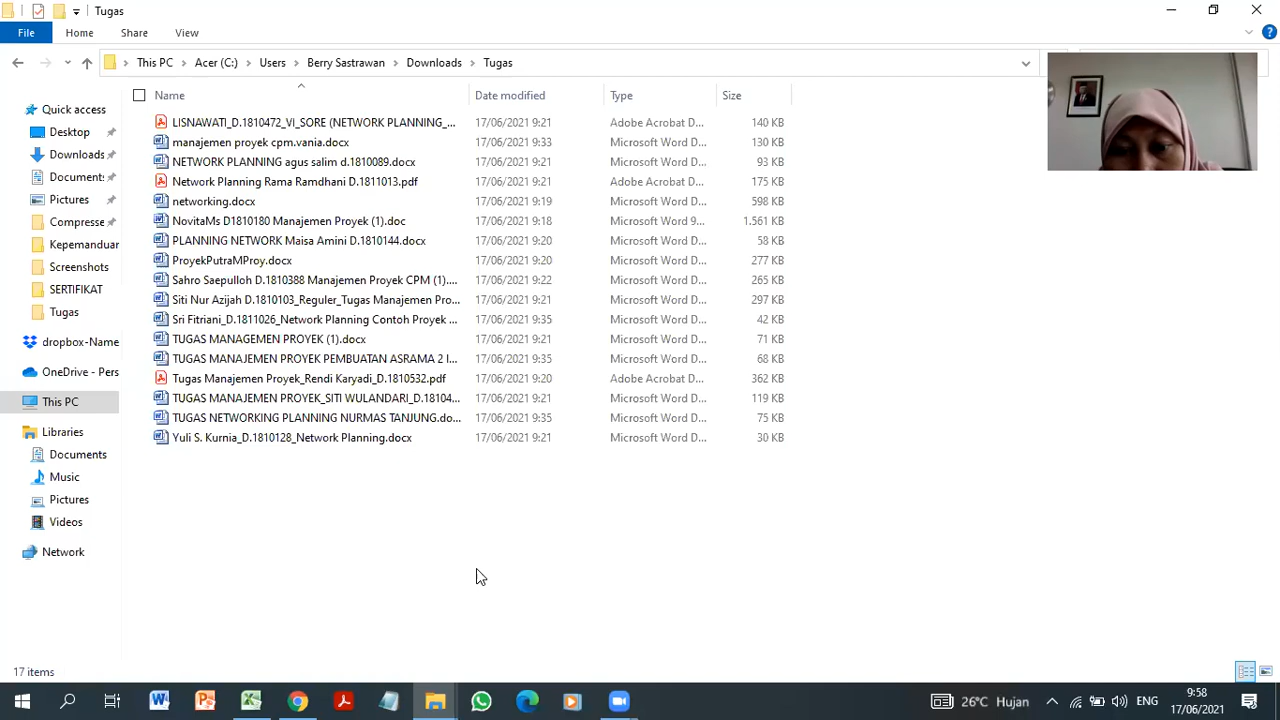 Tugas
File Home Share View
This PC Acer (C:) Users Berry Sastrawan Downloads Tugas
Name Date modified Type Size
Quick access
Desktop
Downloads
Documents
Pictures
Compresse
Kepemanduan
Screenshots
SERTIFIKAT
Tugas
dropbox-Name
OneDrive - Pers
This PC
Libraries
Documents
Music
Pictures
Videos
Network
LISNAWATI_D.1810472_VI_SORE (NETWORK PLANNING_... 17/06/2021 9:21 Adobe Acrobat D... 140 KB
manajemen proyek cpm.vania.docx 17/06/2021 9:33 Microsoft Word D... 130 KB
NETWORK PLANNING agus salim d.1810089.docx 17/06/2021 9:21 Microsoft Word D... 93 KB
Network Planning Rama Ramdhani D.1811013.pdf 17/06/2021 9:21 Adobe Acrobat D... 175 KB
networking.docx 17/06/2021 9:19 Microsoft Word D... 598 KB
NovitaMs D1810180 Manajemen Proyek (1).doc 17/06/2021 9:18 Microsoft Word 9... 1.561 KB
PLANNING NETWORK Maisa Amini D.1810144.docx 17/06/2021 9:20 Microsoft Word D... 58 KB
ProyekPutraMProy.docx 17/06/2021 9:20 Microsoft Word D... 277 KB
Sahro Saepulloh D.1810388 Manajemen Proyek CPM (1).... 17/06/2021 9:22 Microsoft Word D... 265 KB
Siti Nur Azijah D.1810103_Reguler_Tugas Manajemen Pro... 17/06/2021 9:21 Microsoft Word D... 297 KB
Sri Fitriani_D.1811026_Network Planning Contoh Proyek ... 17/06/2021 9:35 Microsoft Word D... 42 KB
TUGAS MANAGEMEN PROYEK (1).docx 17/06/2021 9:21 Microsoft Word D... 71 KB
TUGAS MANAJEMEN PROYEK PEMBUATAN ASRAMA 2 l... 17/06/2021 9:35 Microsoft Word D... 68 KB
Tugas Manajemen Proyek_Rendi Karyadi_D.1810532.pdf 17/06/2021 9:20 Adobe Acrobat D... 362 KB
TUGAS MANAJEMEN PROYEK_SITI WULANDARI_D.18104... 17/06/2021 9:21 Microsoft Word D... 119 KB
TUGAS NETWORKING PLANNING NURMAS TANJUNG.do... 17/06/2021 9:35 Microsoft Word D... 75 KB
Yuli S. Kurnia_D.1810128_Network Planning.docx 17/06/2021 9:21 Microsoft Word D... 30 KB
17 items
26°C Hujan ENG 9:58
17/06/2021